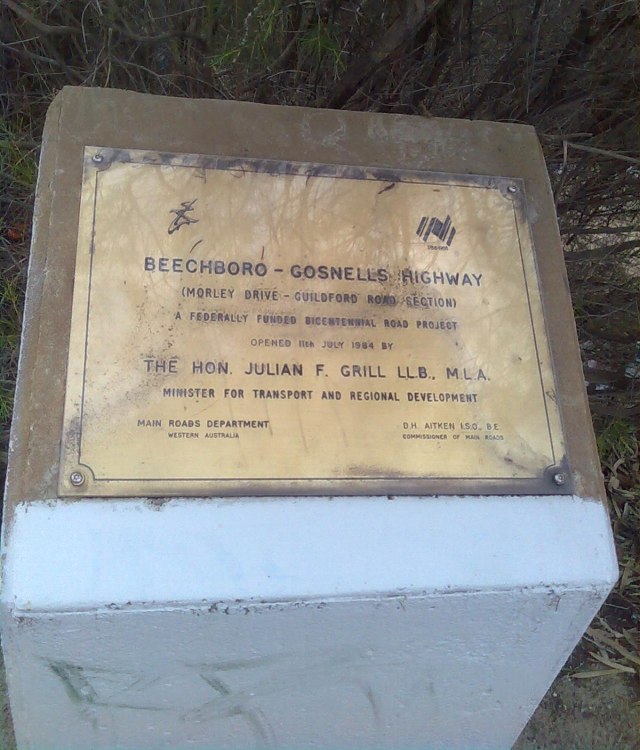 BEECHBORO - GOSNELLS HIGHWAY
(MORLEY DRIVE - GUILDFORD ROAD SECTION)
A FEDERALLY FUNDED BICENTENNIAL ROAD PROJECT
OPENED 11th JULY 1984 BY
THE HON. JULIAN F. GRILL LL.B., M.L.A.
MINISTER FOR TRANSPORT AND REGIONAL DEVELOPMENT
MAIN ROADS DEPARTMENT
WESTERN AUSTRALIA
D.H. AITKEN I.S.O., B.E.
COMMISSIONER OF MAIN ROADS